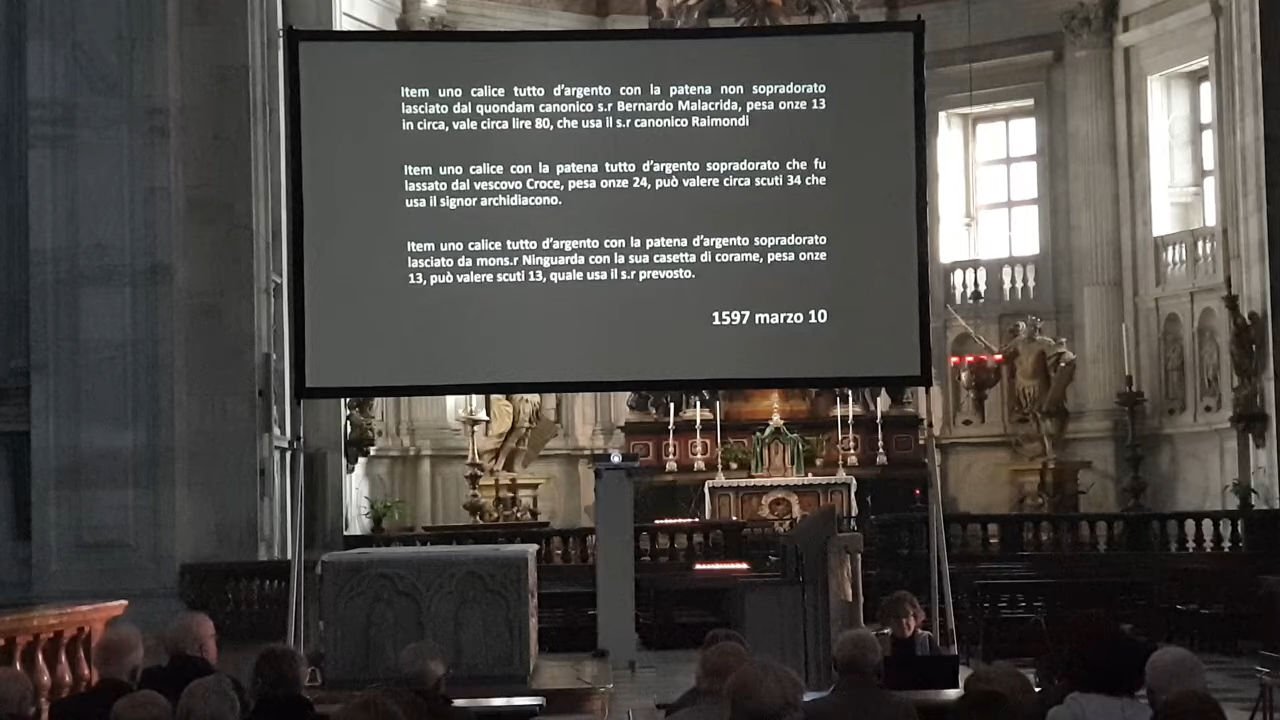 Item uno calice tutto d'argento con la patena non sopradorato
lasciato dal quondam canonico s.r Bernardo Malacrida, pesa onze 13
in circa, vale circa lire 80, che usa il s.r canonico Raimondi
Item uno calice con la patena tutto d'argento sopradorato che fu
lassato dal vescovo Croce, pesa onze 24, può valere circa scuti 34 che
usa il signor archidiacono.
Item uno calice tutto d'argento con la patena d'argento sopradorato
lasciato da mons.r Ninguarda con la sua casetta di corame, pesa onze
13, può valere scuti 13, quale usa il s.r prevosto.
1597 marzo 10